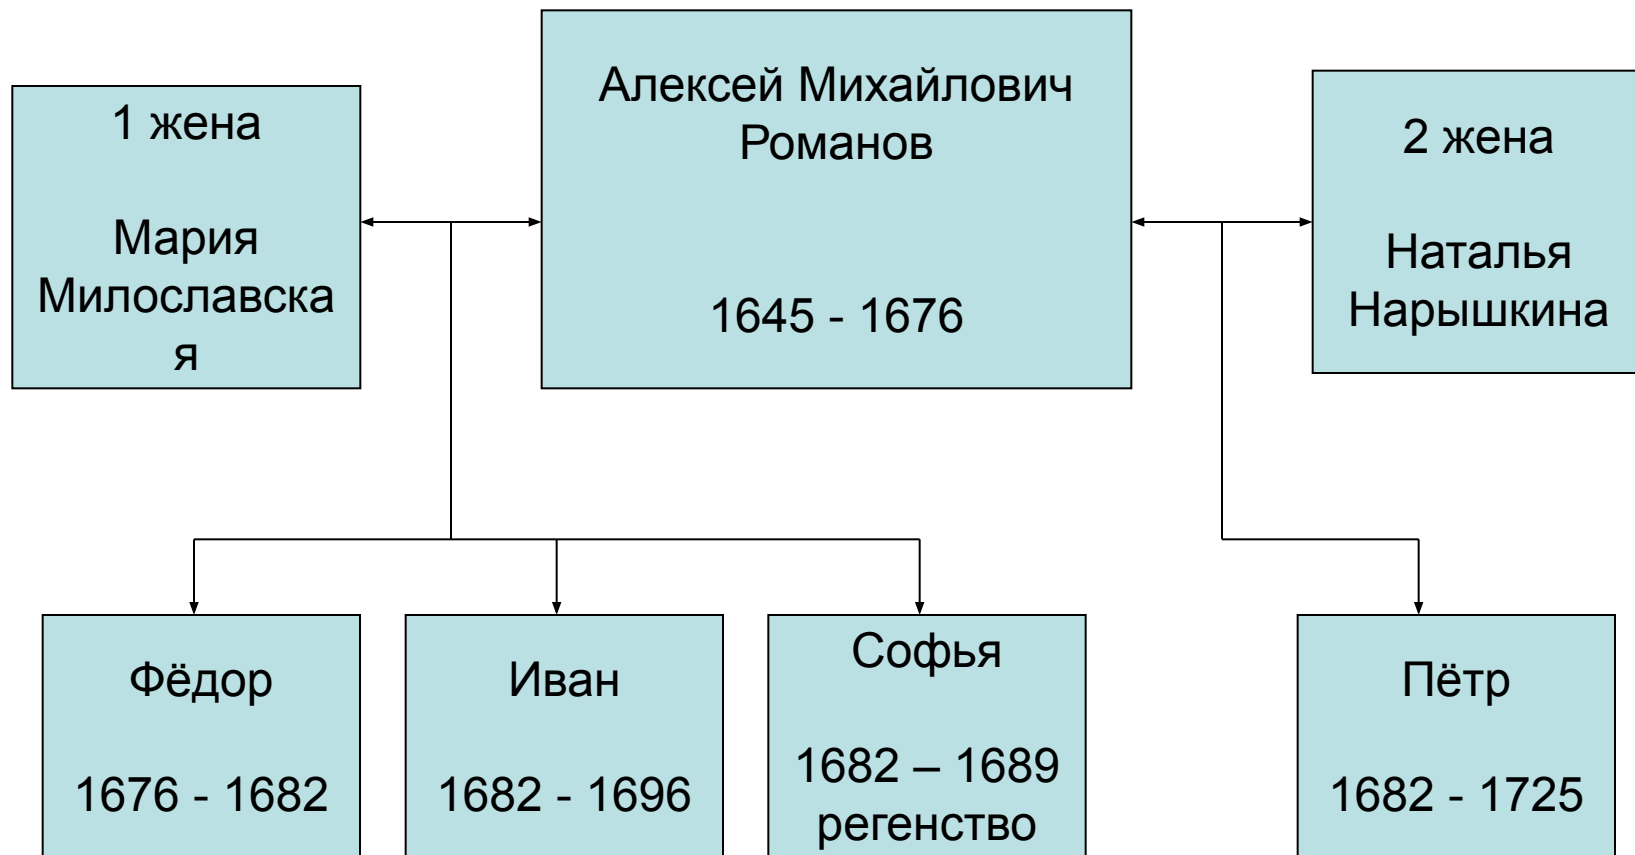 1 жена
Мария
Милославска
я
Алексей Михайлович
Романов
1645 - 1676
2 жена
Наталья
Нарышкина
Фёдор
1676 - 1682
Иван
1682 - 1696
Софья
1682 – 1689
регенство
Пётр
1682 - 1725